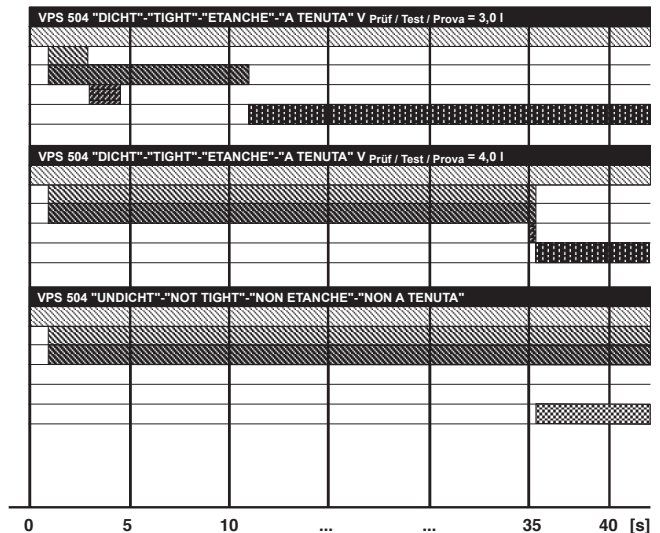 VPS 504 "DICHT"-"TIGHT"-"ETANCHE"-"A TENUTA" V Prüf / Test / Prova = 3,0 l
VPS 504 "DICHT"-"TIGHT"-"ETANCHE"-"A TENUTA" V Prüf / Test / Prova = 4,0 l
VPS 504 "UNDICHT"-"NOT TIGHT"-"NON ETANCHE"-"NON A TENUTA"
0 5 10 ... ... 35 40 [s]